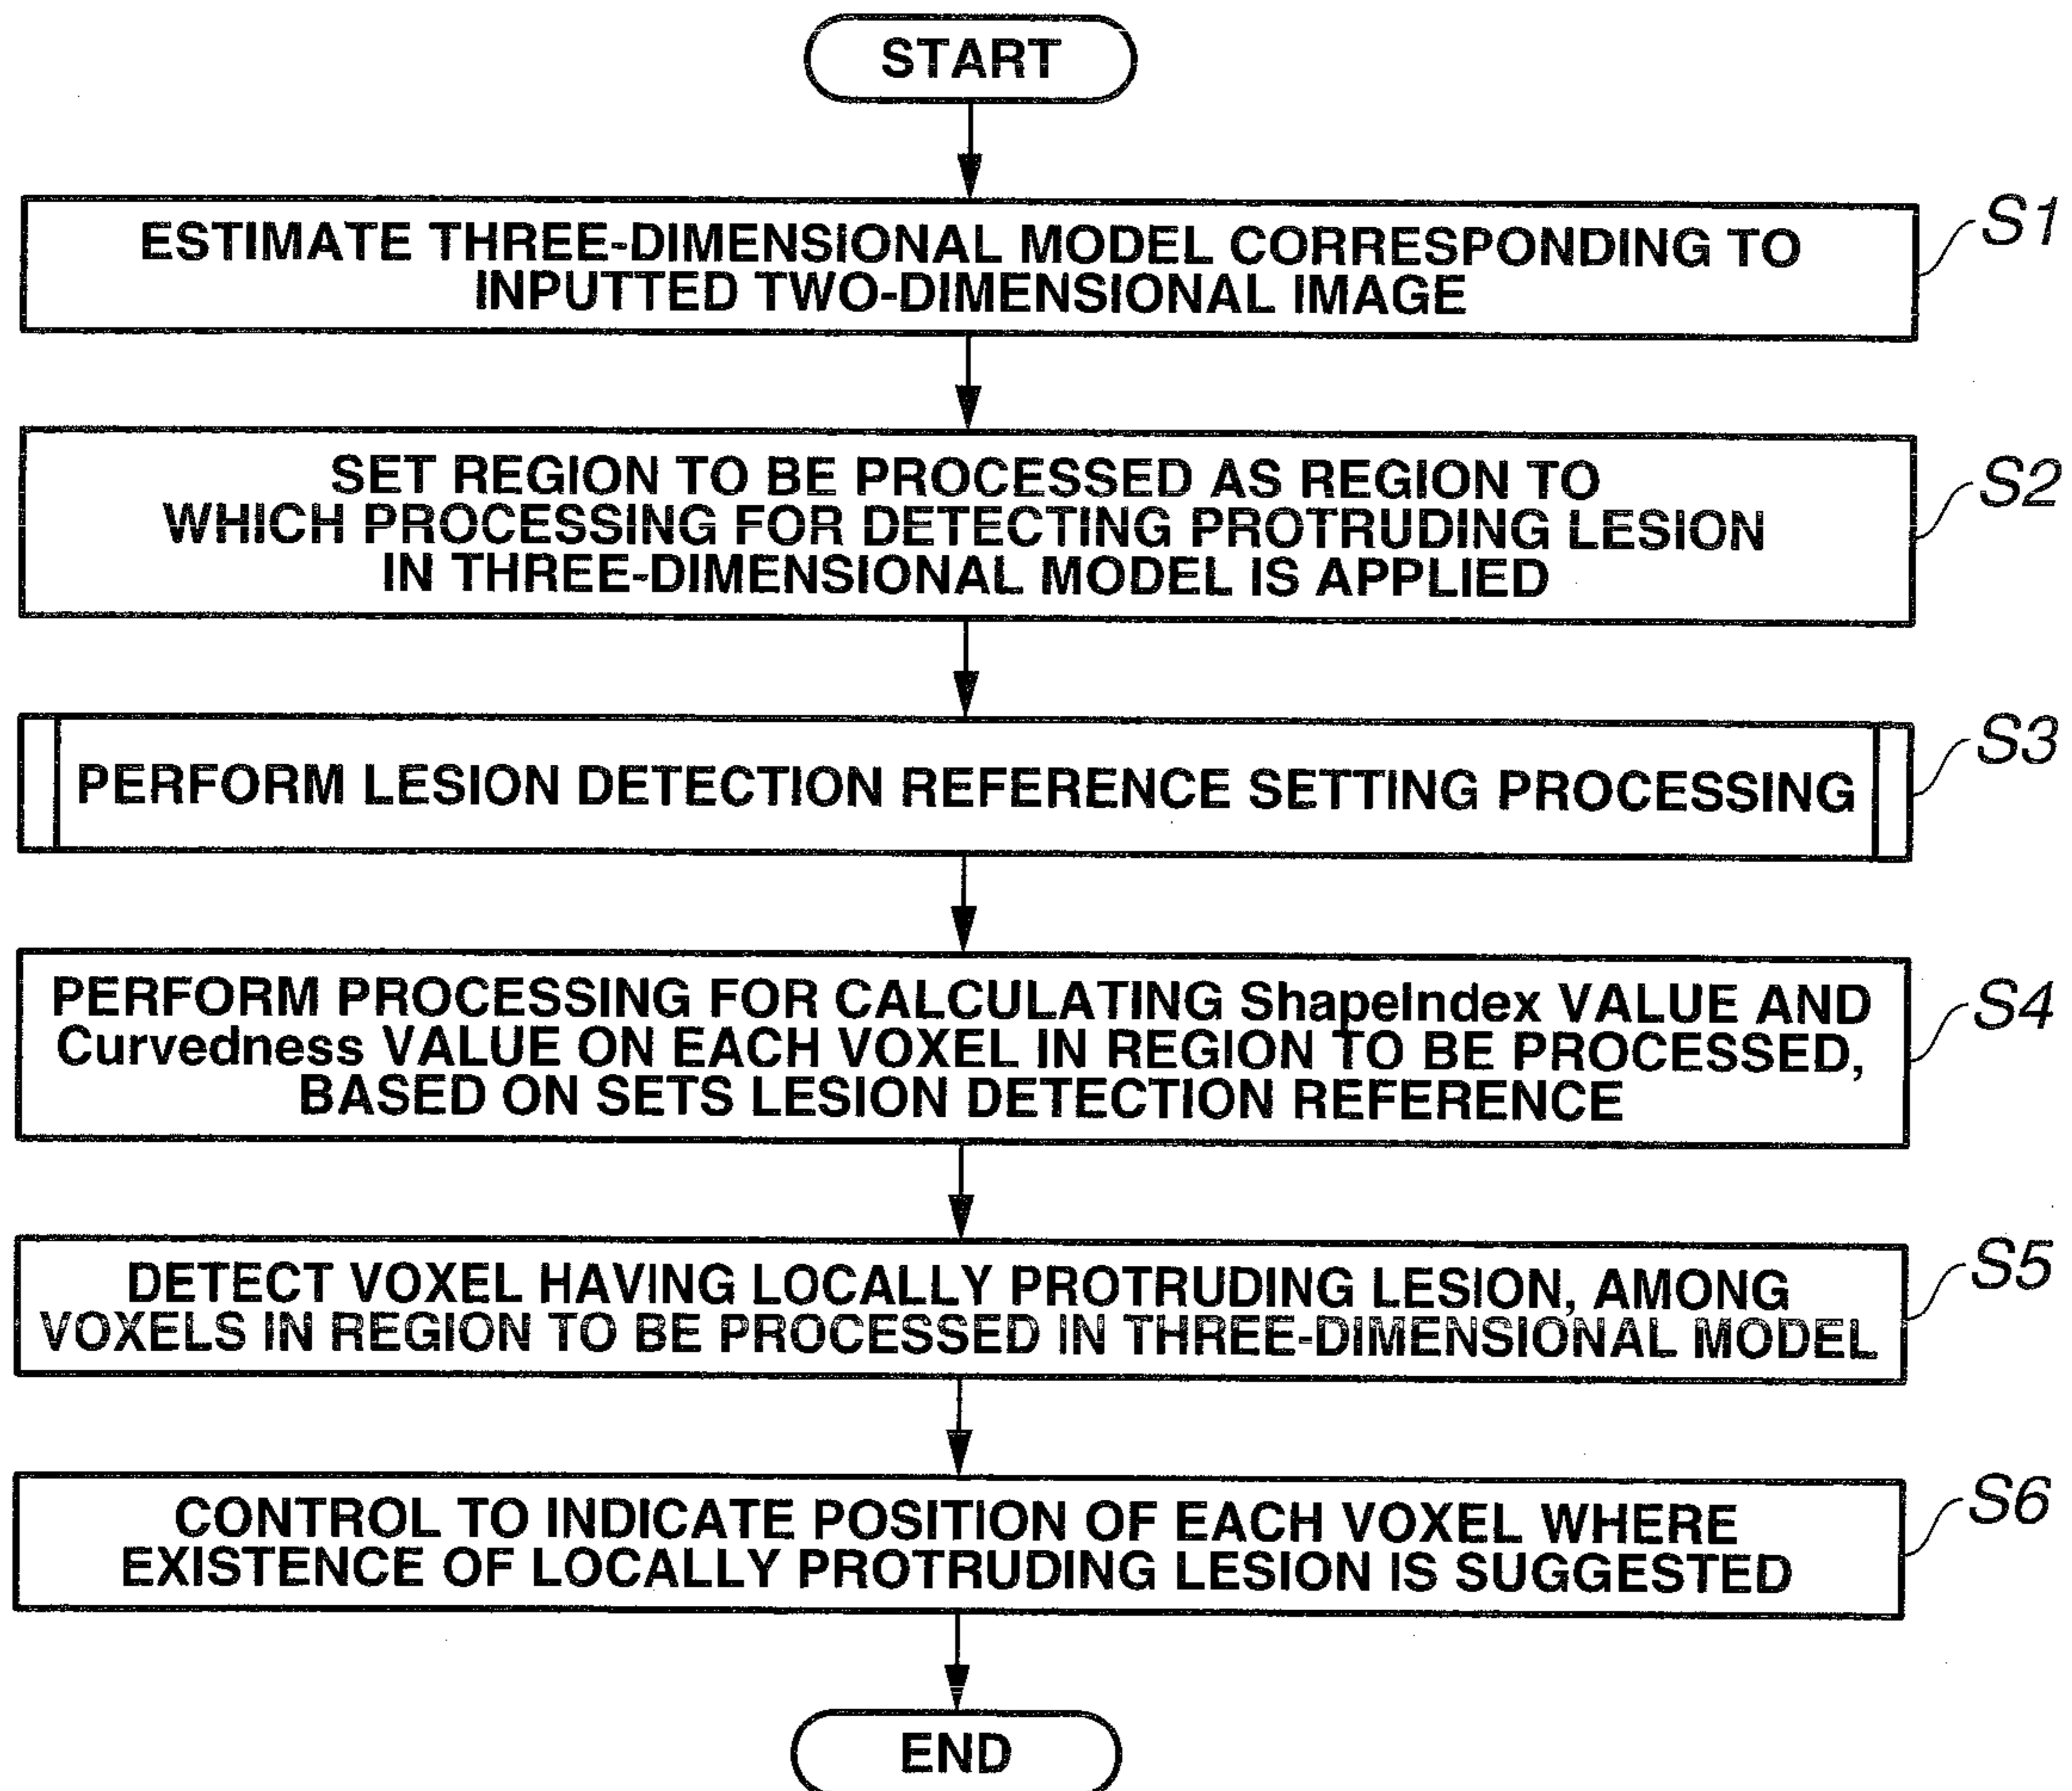 START
ESTIMATE THREE-DIMENSIONAL MODEL CORRESPONDING TO
INPUTTED TWO-DIMENSIONAL IMAGE
S1
SET REGION TO BE PROCESSED AS REGION TO
WHICH PROCESSING FOR DETECTING PROTRUDING LESION
IN THREE-DIMENSIONAL MODEL IS APPLIED
S2
PERFORM LESION DETECTION REFERENCE SETTING PROCESSING
S3
PERFORM PROCESSING FOR CALCULATING ShapeIndex VALUE AND
Curvedness VALUE ON EACH VOXEL IN REGION TO BE PROCESSED,
BASED ON SETS LESION DETECTION REFERENCE
S4
DETECT VOXEL HAVING LOCALLY PROTRUDING LESION, AMONG
VOXELS IN REGION TO BE PROCESSED IN THREE-DIMENSIONAL MODEL
S5
CONTROL TO INDICATE POSITION OF EACH VOXEL WHERE
EXISTENCE OF LOCALLY PROTRUDING LESION IS SUGGESTED
S6
END